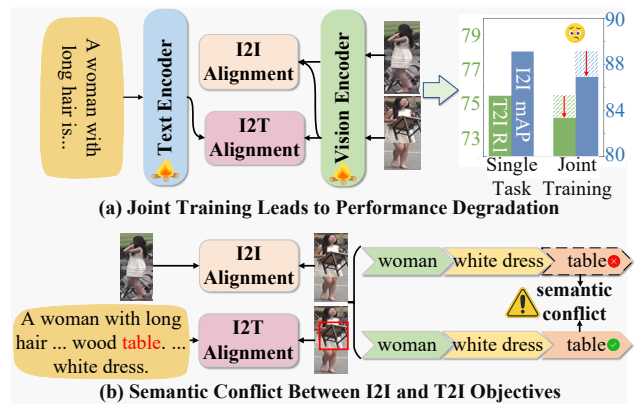 A woman with
long hair is...
Text Encoder
I2I
Alignment
I2T
Alignment
Vision Encoder
79
77
75
73
T2I R1
I2I mAP
90
88
84
80
Single
Task
Joint
Training
(a) Joint Training Leads to Performance Degradation
I2I
Alignment
woman
white dress
table
semantic
conflict
A woman with long
hair ... wood table. ...
white dress.
I2T
Alignment
woman
white dress
table
(b) Semantic Conflict Between I2I and T2I Objectives